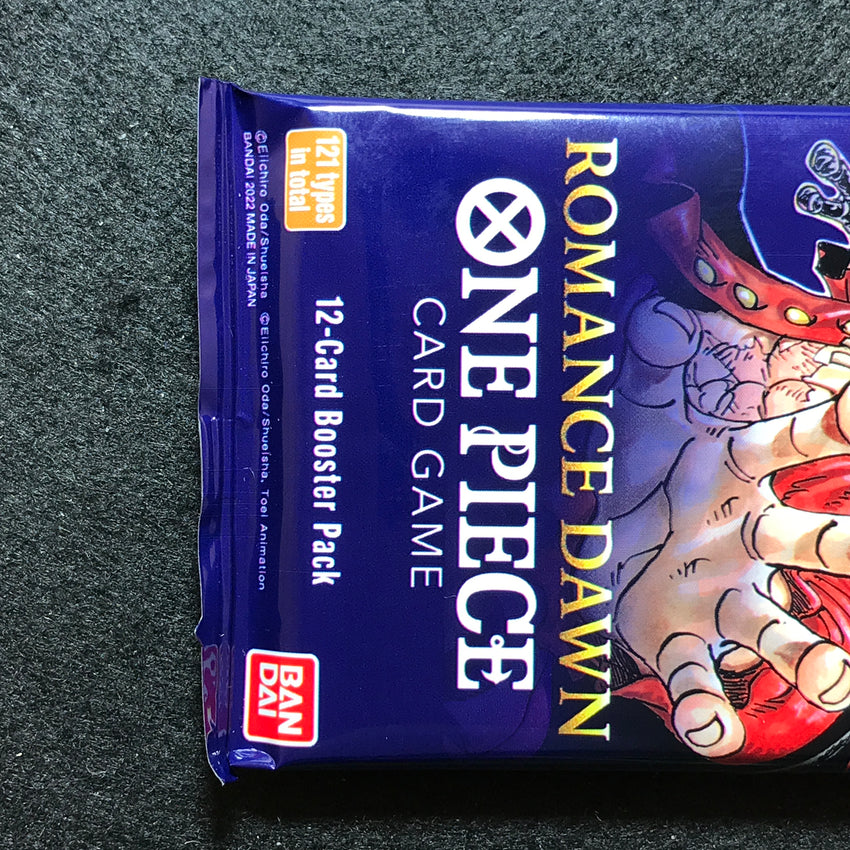 ROMANCE DAWN
ONE PIECE
CARD GAME
121 types
in total
12-Card Booster Pack
©Eiichiro Oda/Shueisha. ©Eiichiro Oda/Shueisha, Toei Animation
BANDAI 2022 MADE IN JAPAN
BAN
DAI